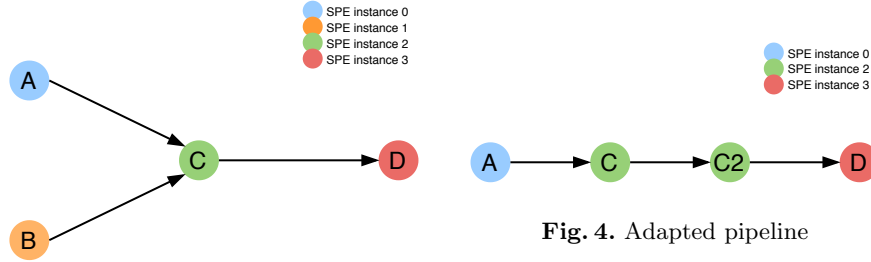 SPE instance 0
SPE instance 1
SPE instance 2
SPE instance 3
A
B
C
D
SPE instance 0
SPE instance 2
SPE instance 3
A C C2 D
Fig. 4. Adapted pipeline